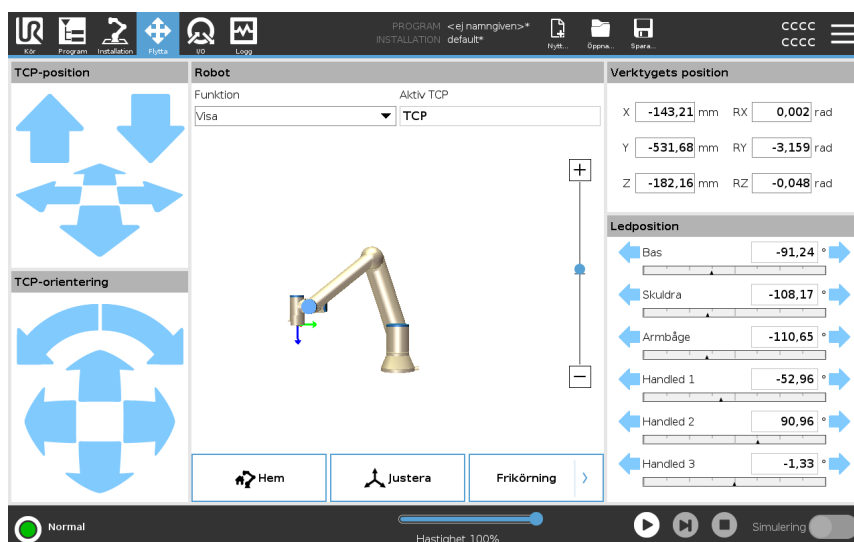 PROGRAM <ej namngiven>*
INSTALLATION default*
CCCC
CCCC
Kör
Program
Installation
Flytta
I/O
Logg
Nytt...
Öppna...
Spara...
TCP-position
Robot
Verktygets position
Funktion
Aktiv TCP
Visa
TCP
X -143,21 mm RX 0,002 rad
Y -531,68 mm RY -3,159 rad
Z -182,16 mm RZ -0,048 rad
Ledposition
Bas -91,24 °
TCP-orientering
Skuldra -108,17 °
Armbåge -110,65 °
Handled 1 -52,96 °
Handled 2 90,96 °
Handled 3 -1,33 °
Hem
Justera
Frikörning
Normal
Hastighet 100%
Simulering